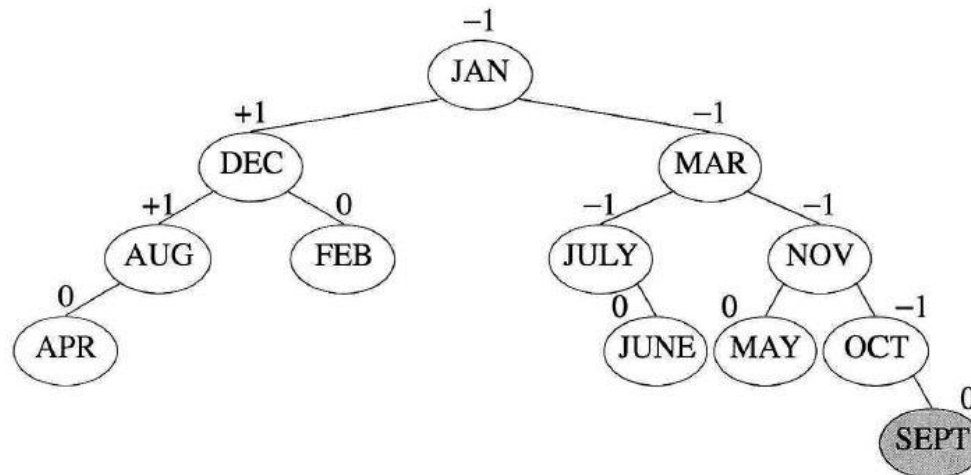 −1
JAN
+1 −1
DEC MAR
+1 0 −1 −1
AUG FEB JULY NOV
0 0 0 −1
APR JUNE MAY OCT
0
SEPT